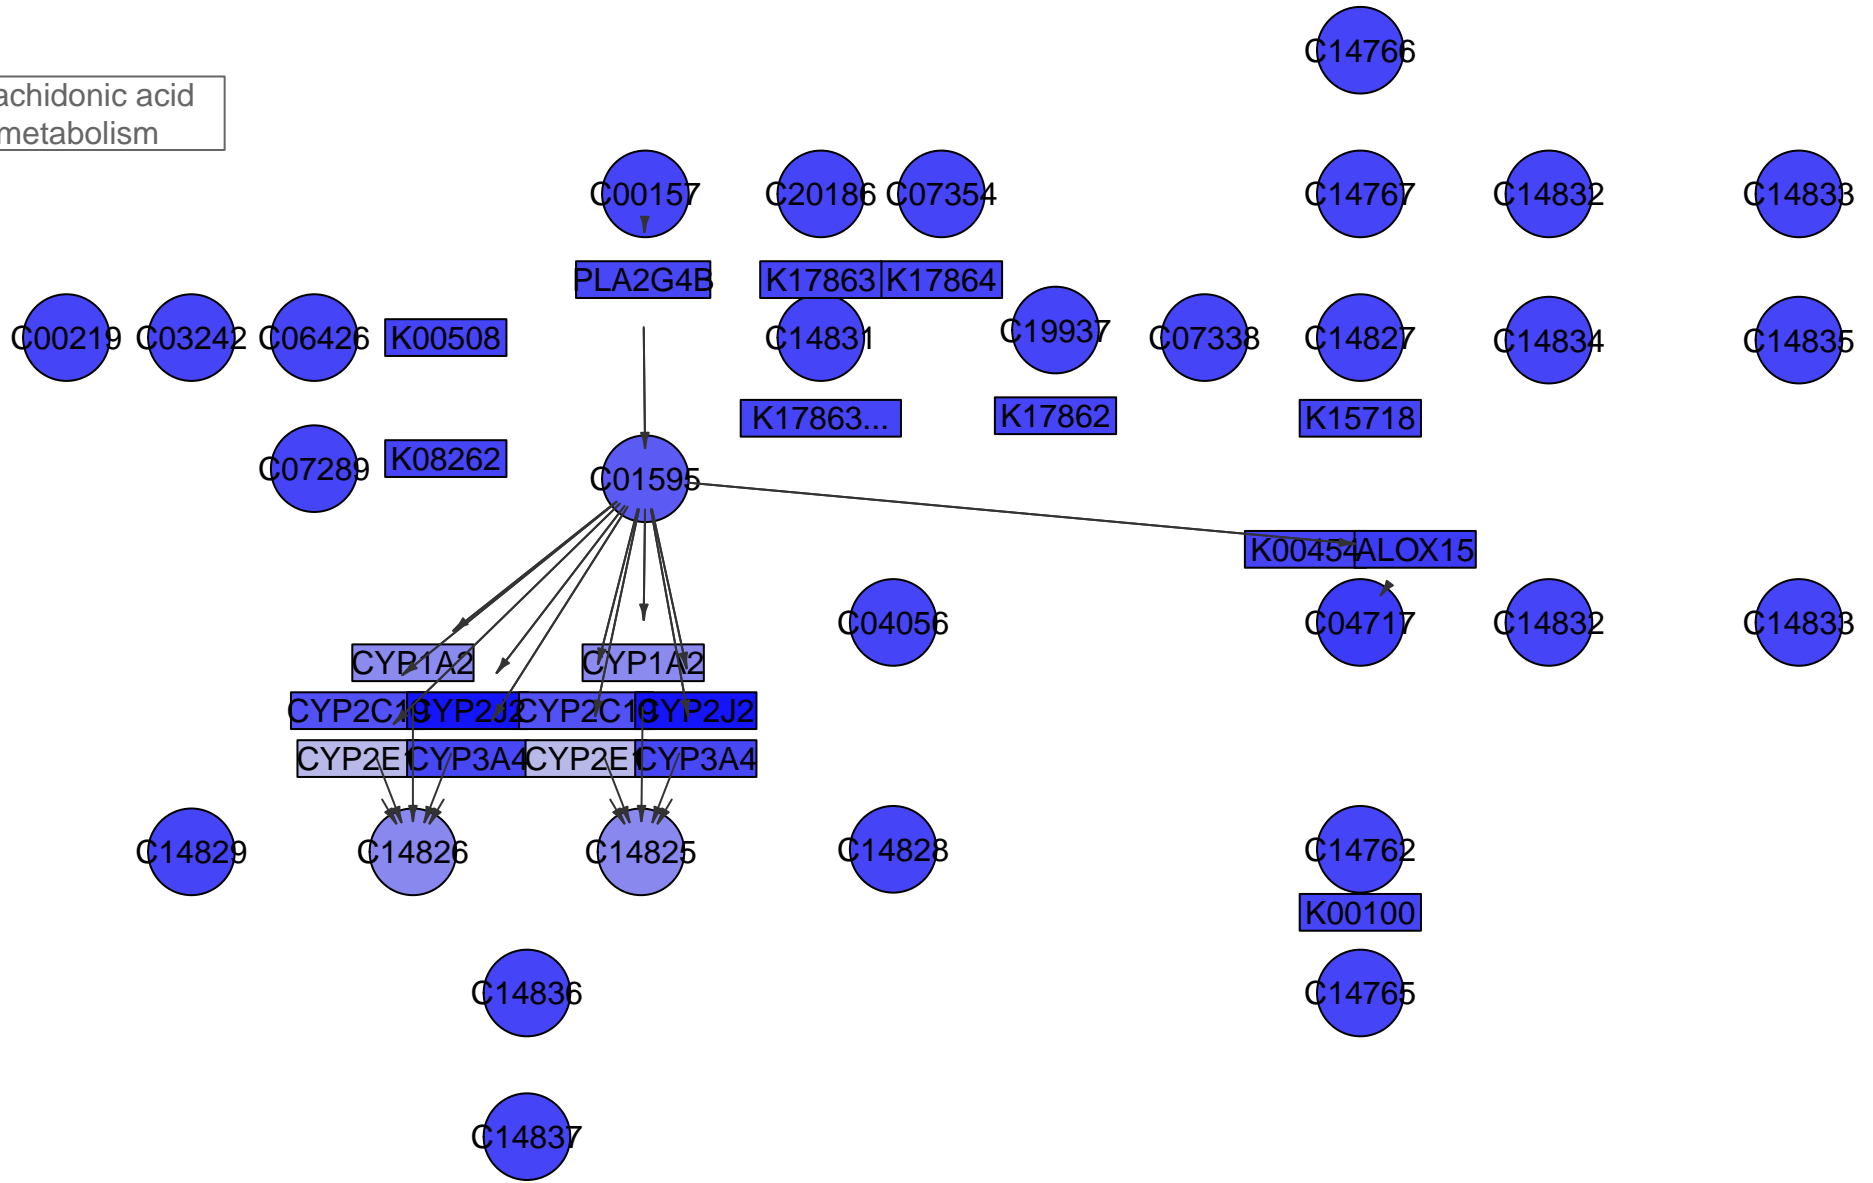 C14766
achidonic acid
metabolism
C00157
C20186
C07354
C14767
C14832
C14833
PLA2G4B
K17863
K17864
C00219
C03242
C06426
K00508
C14831
C19937
C07338
C14827
C14834
C14835
K17863...
K17862
K15718
C07289
K08262
C01595
K00454
ALOX15
C04056
C04717
C14832
C14833
CYP1A2
CYP1A2
CYP2C19
CYP2J2
CYP2C19
CYP2J2
CYP2E1
CYP3A4
CYP2E1
CYP3A4
C14829
C14826
C14825
C14828
C14762
K00100
C14836
C14765
C14837